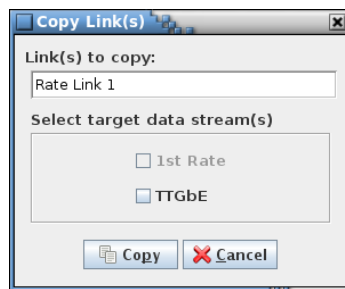 Copy Link(s)
Link(s) to copy:
Rate Link 1
Select target data stream(s)
1st Rate
TTGbE
Copy Cancel